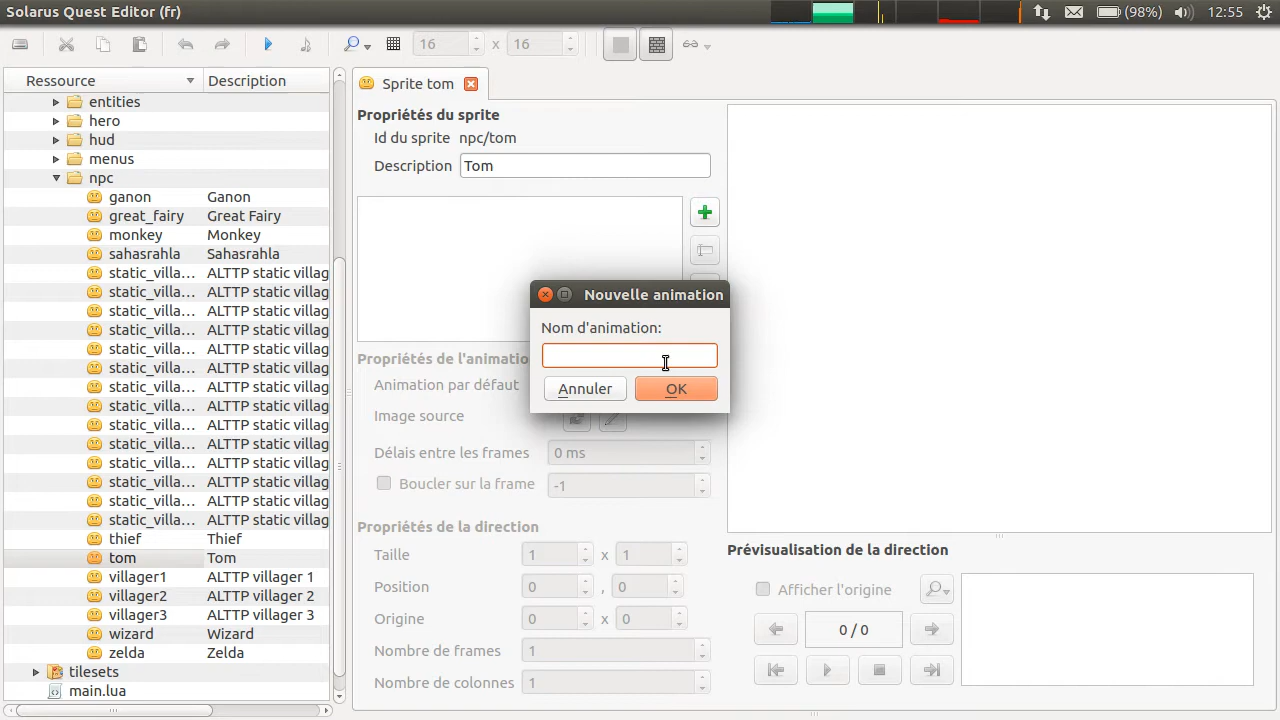 Solarus Quest Editor (fr)
(98%)
12:55
16 x 16
Ressource Description
entities
hero
hud
menus
npc
ganon Ganon
great_fairy Great Fairy
monkey Monkey
sahasrahla Sahasrahla
static_villa... ALTTP static villag
static_villa... ALTTP static villag
static_villa... ALTTP static villag
static_villa... ALTTP static villag
static_villa... ALTTP static villag
static_villa... ALTTP static villag
static_villa... ALTTP static villag
static_villa... ALTTP static villag
static_villa... ALTTP static villag
static_villa... ALTTP static villag
static_villa... ALTTP static villag
static_villa... ALTTP static villag
static_villa... ALTTP static villag
static_villa... ALTTP static villag
thief Thief
tom Tom
villager1 ALTTP villager 1
villager2 ALTTP villager 2
villager3 ALTTP villager 3
wizard Wizard
zelda Zelda
tilesets
main.lua
Sprite tom
Propriétés du sprite
Id du sprite npc/tom
Description Tom
Nouvelle animation
Nom d'animation:
Annuler OK
Propriétés de l'animatio
Animation par défaut
Image source
Délais entre les frames 0 ms
Boucler sur la frame -1
Propriétés de la direction
Taille 1 x 1
Position 0 , 0
Origine 0 x 0
Nombre de frames 1
Nombre de colonnes 1
Prévisualisation de la direction
Afficher l'origine
0 / 0